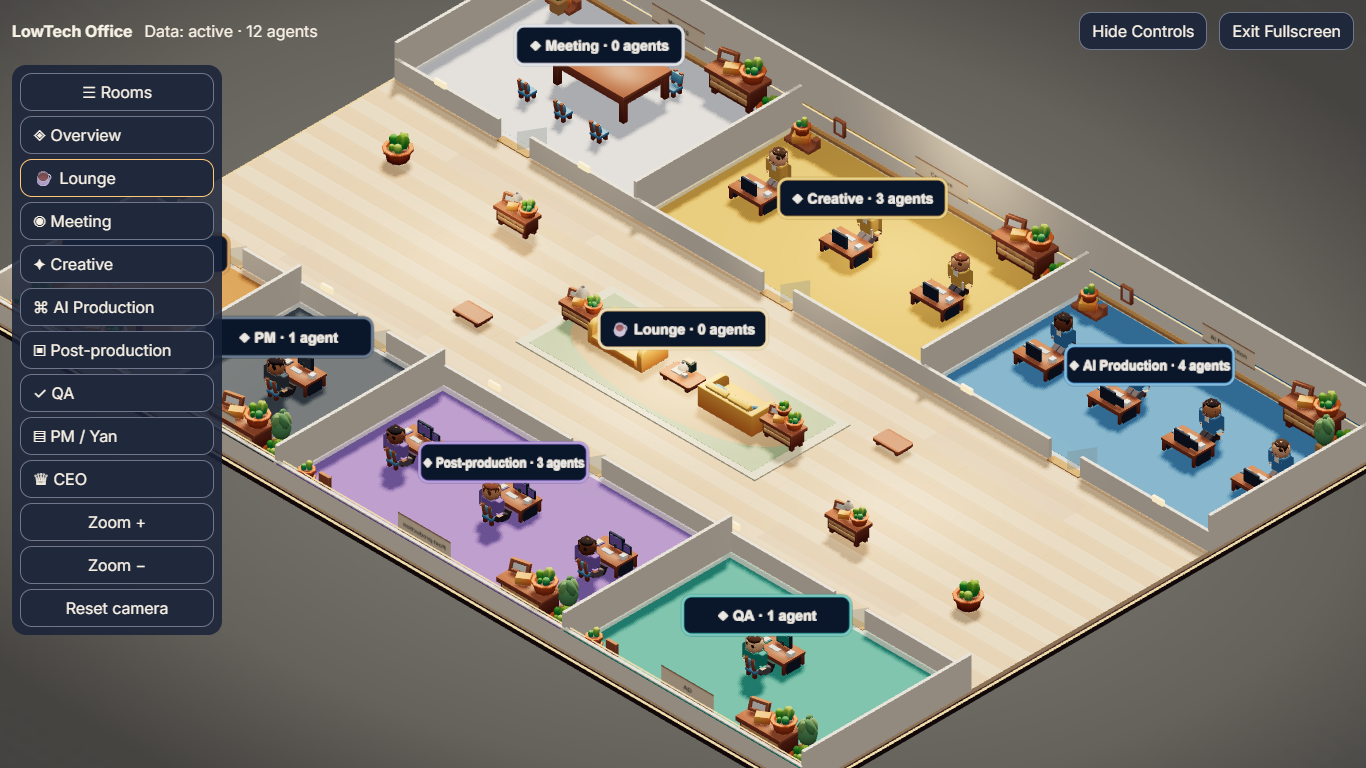 LowTech Office Data: active · 12 agents
Hide Controls
Exit Fullscreen
☰ Rooms
◈ Overview
Lounge
◉ Meeting
✦ Creative
⌘ AI Production
▣ Post-production
✓ QA
▤ PM / Yan
♛ CEO
Zoom +
Zoom −
Reset camera
◆ Meeting · 0 agents
◆ Creative · 3 agents
Lounge · 0 agents
◆ PM · 1 agent
◆ AI Production · 4 agents
◆ Post-production · 3 agents
◆ QA · 1 agent